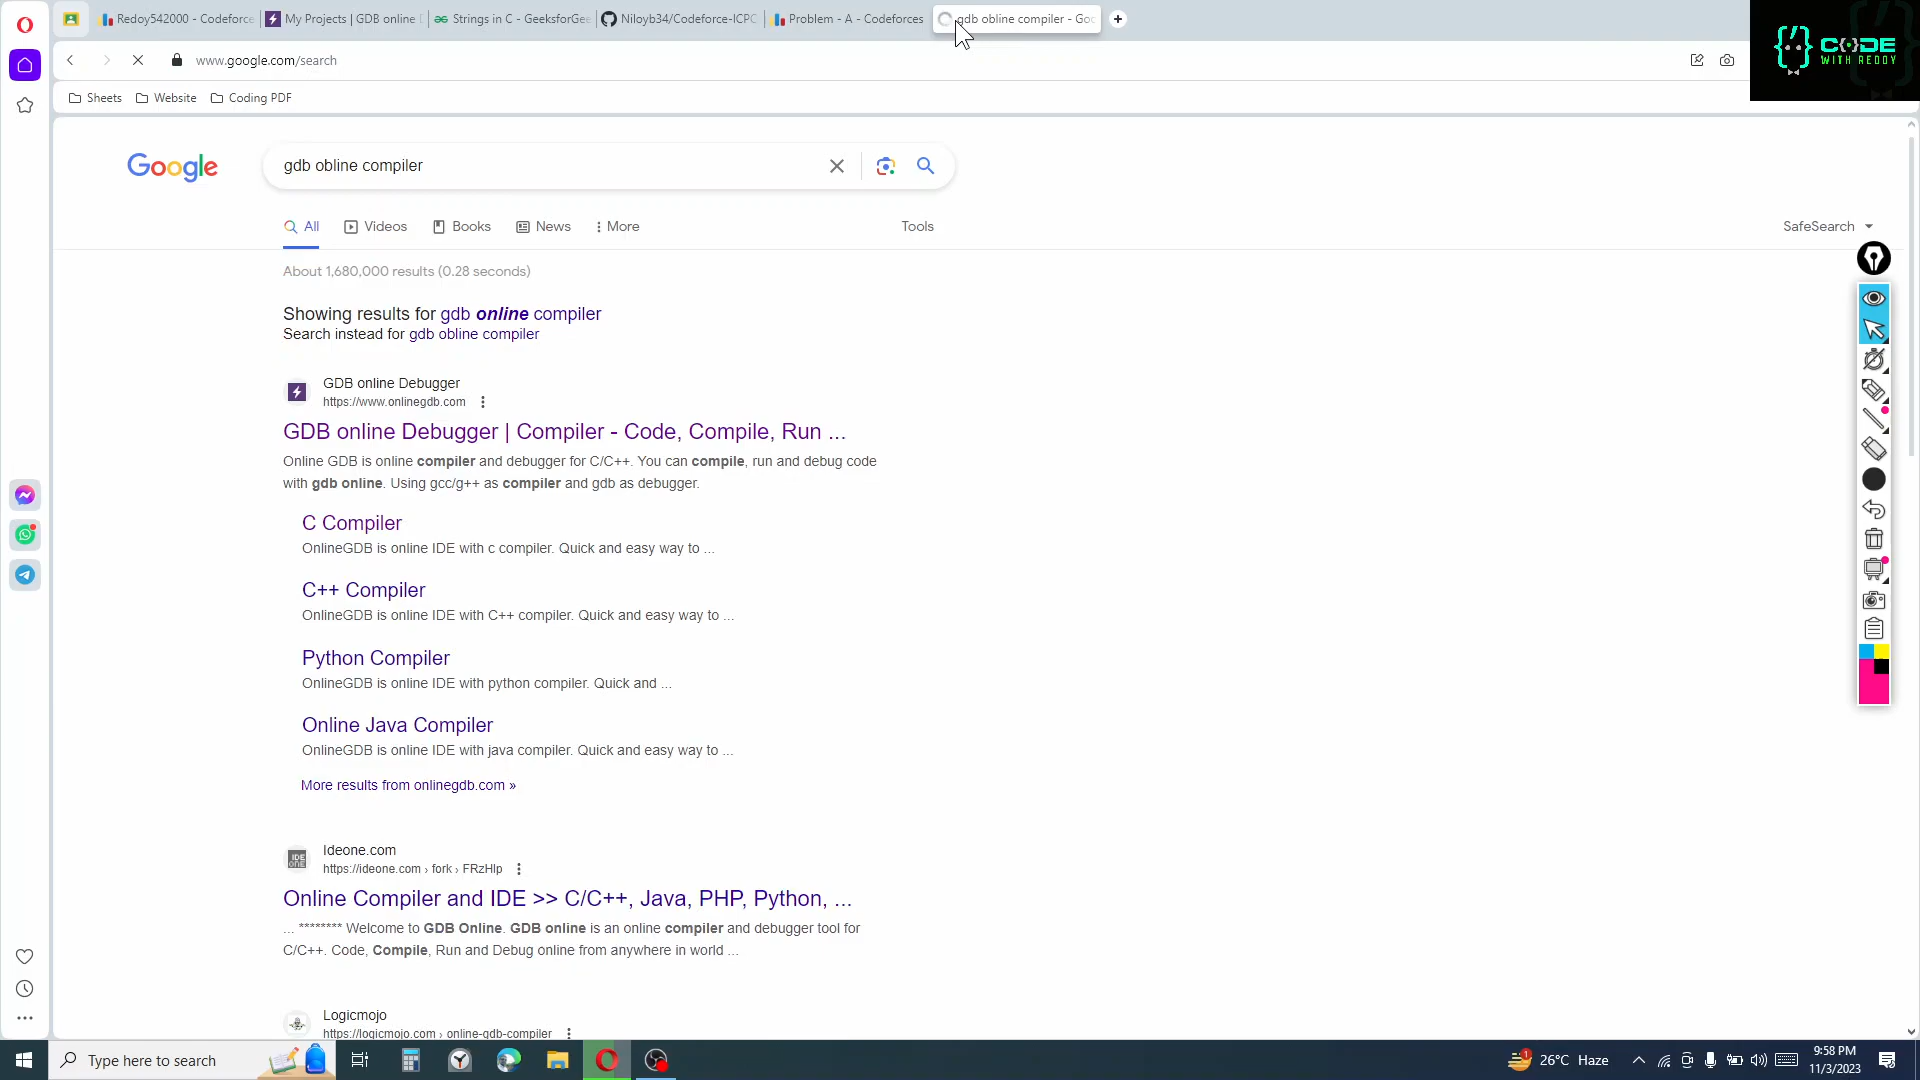 Redoy542000 - Codeforce
My Projects | GDB online D
Strings in C - GeeksforGee
Niloyb34/Codeforce-ICPC
Problem - A - Codeforces
gdb obline compiler - Goo
CODE
WITH REDOY
www.google.com/search
Sheets
Website
Coding PDF
Google
gdb obline compiler
All
Videos
Books
News
More
Tools
SafeSearch
About 1,680,000 results (0.28 seconds)
Showing results for gdb online compiler
Search instead for gdb obline compiler
GDB online Debugger
https://www.onlinegdb.com
GDB online Debugger | Compiler - Code, Compile, Run ...
Online GDB is online compiler and debugger for C/C++. You can compile, run and debug code
with gdb online. Using gcc/g++ as compiler and gdb as debugger.
C Compiler
OnlineGDB is online IDE with c compiler. Quick and easy way to ...
C++ Compiler
OnlineGDB is online IDE with C++ compiler. Quick and easy way to ...
Python Compiler
OnlineGDB is online IDE with python compiler. Quick and ...
Online Java Compiler
OnlineGDB is online IDE with java compiler. Quick and easy way to ...
More results from onlinegdb.com »
Ideone.com
https://ideone.com › fork › FRzHlp
IDE
ONE
Online Compiler and IDE >> C/C++, Java, PHP, Python, ...
... ******** Welcome to GDB Online. GDB online is an online compiler and debugger tool for
C/C++. Code, Compile, Run and Debug online from anywhere in world ...
Logicmojo
https://logicmojo.com › online-gdb-compiler
Type here to search
1
26°C Haze
9:58 PM
11/3/2023